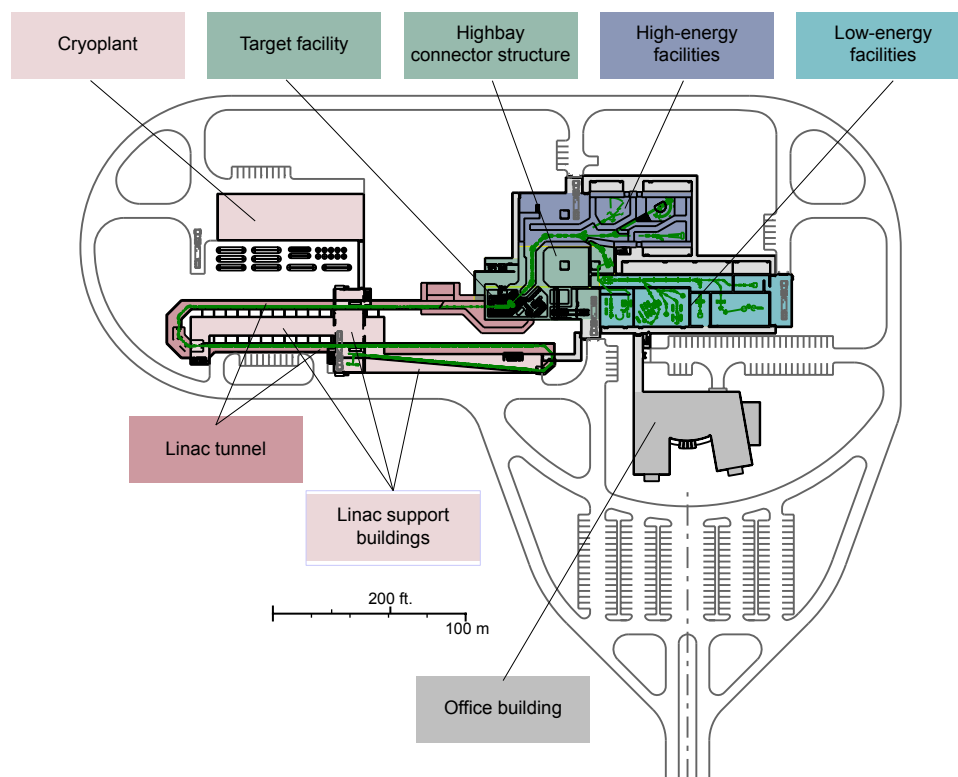 Cryoplant
Target facility
Highbay
connector structure
High-energy
facilities
Low-energy
facilities
Linac tunnel
Linac support
buildings
200 ft.
100 m
Office building